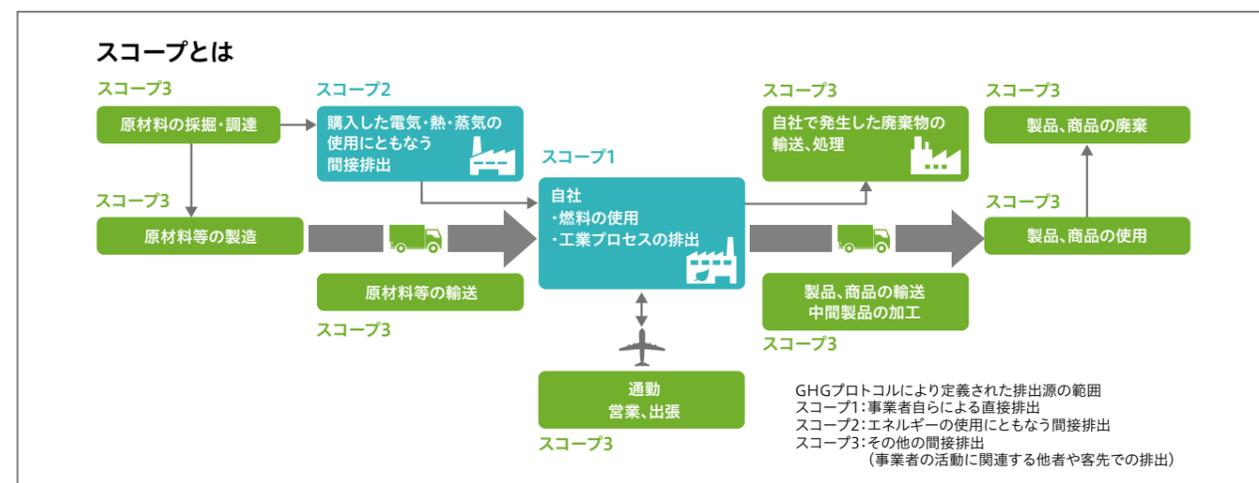 スコープとは
スコープ3
原材料の採掘・調達
スコープ2
購入した電気・熱・蒸気の
使用にともなう
間接排出
スコープ3
原材料等の製造
原材料等の輸送
スコープ3
スコープ1
自社
・燃料の使用
・工業プロセスの排出
通勤
営業、出張
スコープ3
スコープ3
自社で発生した廃棄物の
輸送、処理
製品、商品の輸送
中間製品の加工
スコープ3
スコープ3
製品、商品の廃棄
スコープ3
製品、商品の使用
GHGプロトコルにより定義された排出源の範囲
スコープ1：事業者自らによる直接排出
スコープ2：エネルギーの使用にともなう間接排出
スコープ3：その他の間接排出
（事業者の活動に関連する他者や客先での排出）